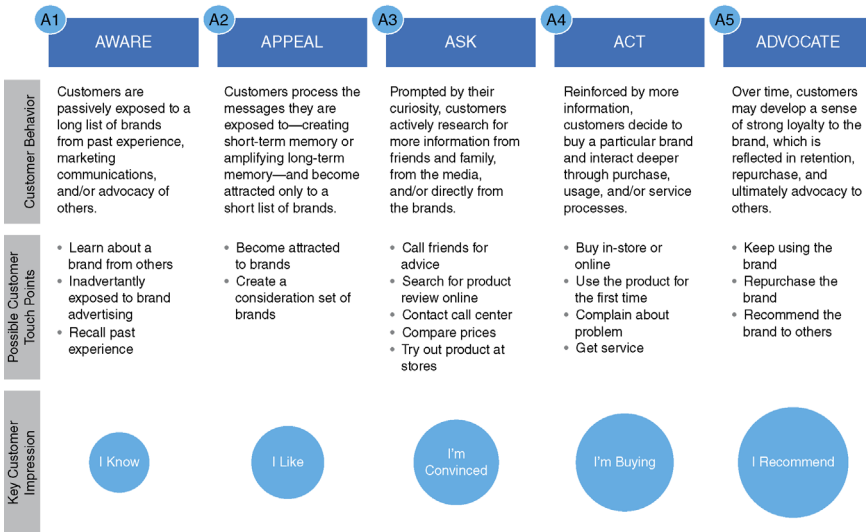 A1
AWARE
A2
APPEAL
A3
ASK
A4
ACT
A5
ADVOCATE
Customer Behavior
Customers are
passively exposed to a
long list of brands
from past experience,
marketing
communications,
and/or advocacy of
others.
Customers process the
messages they are
exposed to—creating
short-term memory or
amplifying long-term
memory—and become
attracted only to a
short list of brands.
Prompted by their
curiosity, customers
actively research for
more information from
friends and family,
from the media,
and/or directly from
the brands.
Reinforced by more
information,
customers decide to
buy a particular brand
and interact deeper
through purchase,
usage, and/or service
processes.
Over time, customers
may develop a sense
of strong loyalty to the
brand, which is
reflected in retention,
repurchase, and
ultimately advocacy to
others.
Possible Customer
Touch Points
• Learn about a
brand from others
• Inadvertantly
exposed to brand
advertising
• Recall past
experience
• Become attracted
to brands
• Create a
consideration set of
brands
• Call friends for
advice
• Search for product
review online
• Contact call center
• Compare prices
• Try out product at
stores
• Buy in-store or
online
• Use the product for
the first time
• Complain about
problem
• Get service
• Keep using the
brand
• Repurchase the
brand
• Recommend the
brand to others
Key Customer
Impression
I Know
I Like
I'm
Convinced
I'm Buying
I Recommend